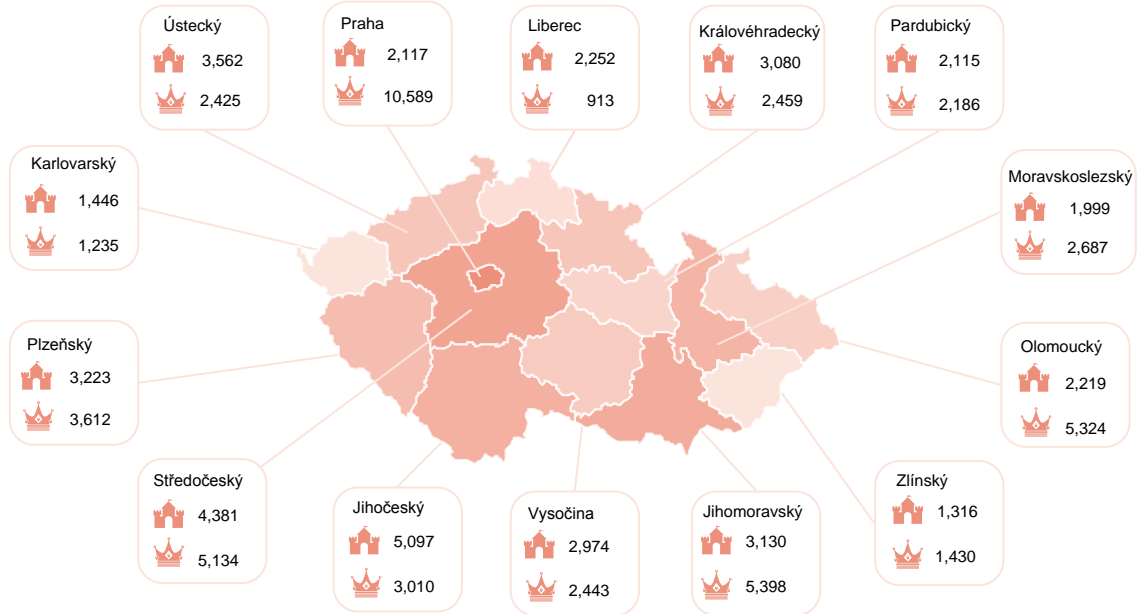 Ústecký
3,562
2,425
Praha
2,117
10,589
Liberec
2,252
913
Královéhradecký
3,080
2,459
Pardubický
2,115
2,186
Karlovarský
1,446
1,235
Moravskoslezský
1,999
2,687
Plzeňský
3,223
3,612
Olomoucký
2,219
5,324
Středočeský
4,381
5,134
Jihočeský
5,097
3,010
Vysočina
2,974
2,443
Jihomoravský
3,130
5,398
Zlínský
1,316
1,430